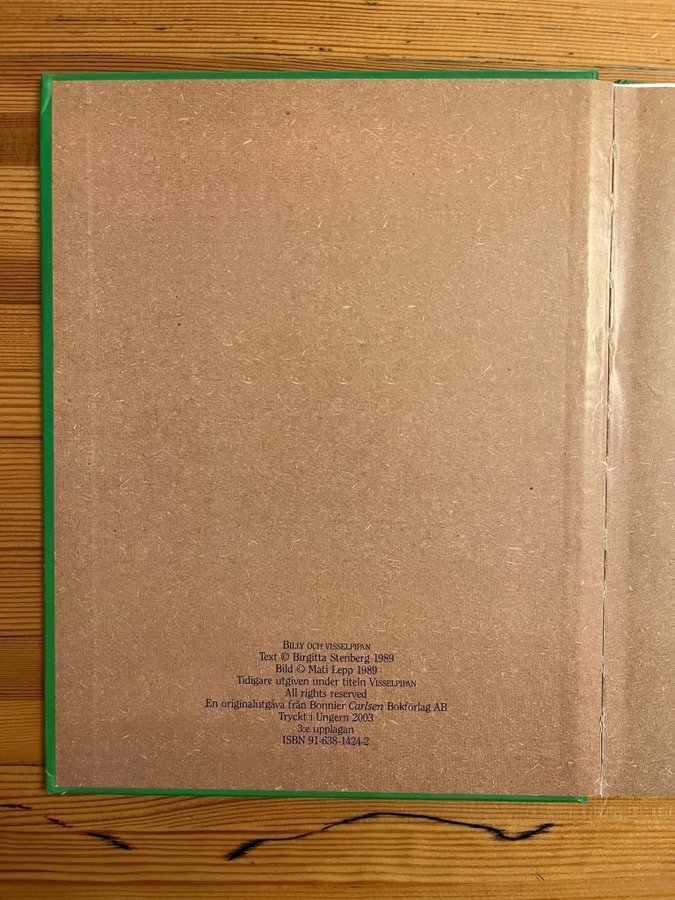 BILLY OCH VISSELPIPAN
Text © Birgitta Stenberg 1989
Bild © Mati Lepp 1989
Tidigare utgiven under titeln VISSELPIPAN
All rights reserved
En originalutgåva från Bonnier Carlsen Bokförlag AB
Tryckt i Ungern 2003
3:e upplagan
ISBN 91-638-1424-2